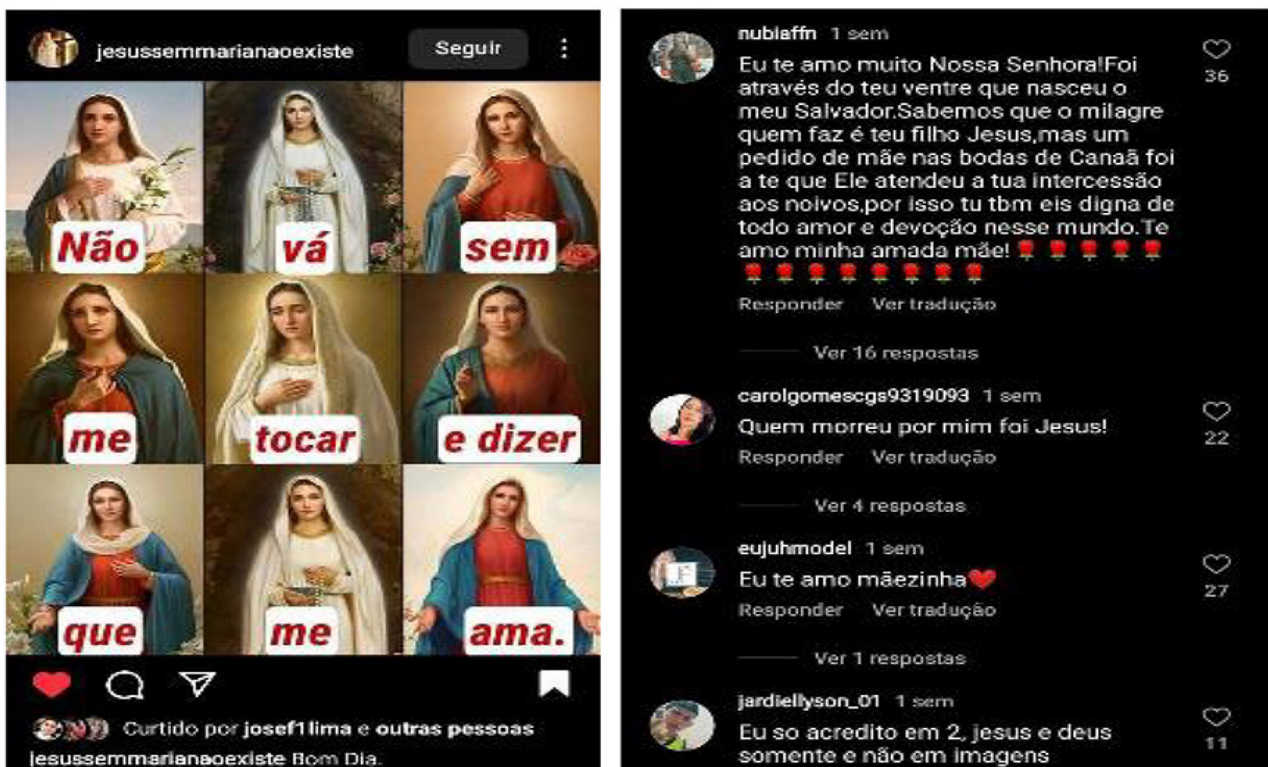 jesussemmarianaoexiste
Seguir
Não
vá
sem
me
tocar
e dizer
que
me
ama.
Curtido por josef1lima e outras pessoas
jesussemmarianaoexiste Bom Dia.
nubiaffn 1 sem
Eu te amo muito Nossa Senhora!Foi
através do teu ventre que nasceu o
meu Salvador.Sabemos que o milagre
quem faz é teu filho Jesus,mas um
pedido de mãe nas bodas de Canaã foi
a te que Ele atendeu a tua intercessão
aos noivos,por isso tu tbm eis digna de
todo amor e devoção nesse mundo.Te
amo minha amada mãe!🌹🌹🌹🌹🌹
🌹🌹🌹🌹🌹🌹🌹🌹
36
Responder Ver tradução
Ver 16 respostas
carolgomescgs9319093 1 sem
Quem morreu por mim foi Jesus!
22
Responder Ver tradução
Ver 4 respostas
eujuhmodel 1 sem
Eu te amo mãezinha❤️
27
Responder Ver tradução
Ver 1 respostas
jardiellyson_01 1 sem
Eu so acredito em 2, jesus e deus
somente e não em imagens
11